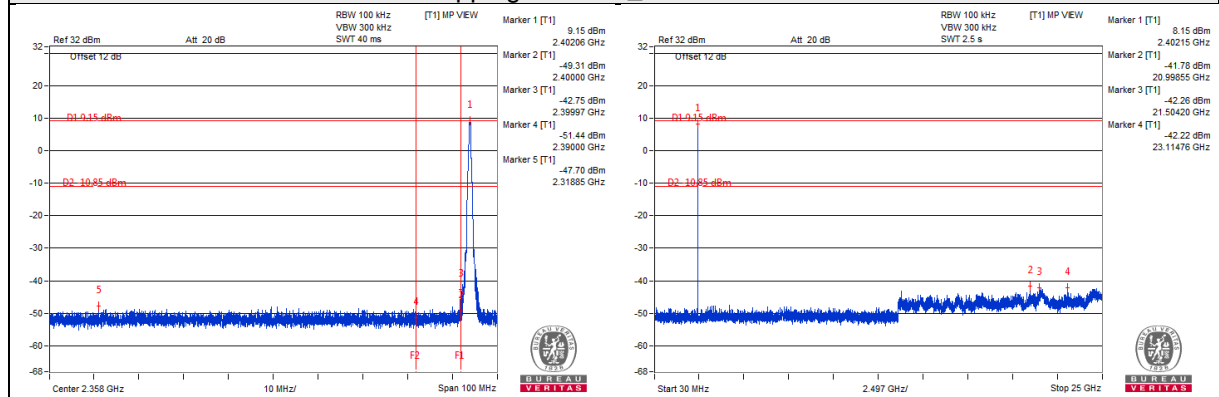 RBW 100 kHz
VBW 300 kHz
SWT 40 ms
[T1] MP VIEW
Ref 32 dBm
Att 20 dB
Offset 12 dB
32
20
10
0
-10
-20
-30
-40
-50
-60
-68
D1 9.15 dBm
D2 -10.85 dBm
1
2
3
4
5
F2
F1
Center 2.358 GHz
10 MHz/
Span 100 MHz
Marker 1 [T1]
9.15 dBm
2.40206 GHz
Marker 2 [T1]
-49.31 dBm
2.40000 GHz
Marker 3 [T1]
-42.75 dBm
2.39997 GHz
Marker 4 [T1]
-51.44 dBm
2.39000 GHz
Marker 5 [T1]
-47.70 dBm
2.31885 GHz
BUREAU VERITAS
1828
BUREAU
VERITAS
RBW 100 kHz
VBW 300 kHz
SWT 2.5 s
[T1] MP VIEW
Ref 32 dBm
Att 20 dB
Offset 12 dB
32
20
10
0
-10
-20
-30
-40
-50
-60
-68
D1 9.15 dBm
D2 -10.85 dBm
1
2
3
4
Start 30 MHz
2.497 GHz/
Stop 25 GHz
Marker 1 [T1]
8.15 dBm
2.40215 GHz
Marker 2 [T1]
-41.78 dBm
20.99855 GHz
Marker 3 [T1]
-42.26 dBm
21.50420 GHz
Marker 4 [T1]
-42.22 dBm
23.11476 GHz
BUREAU VERITAS
1828
BUREAU
VERITAS